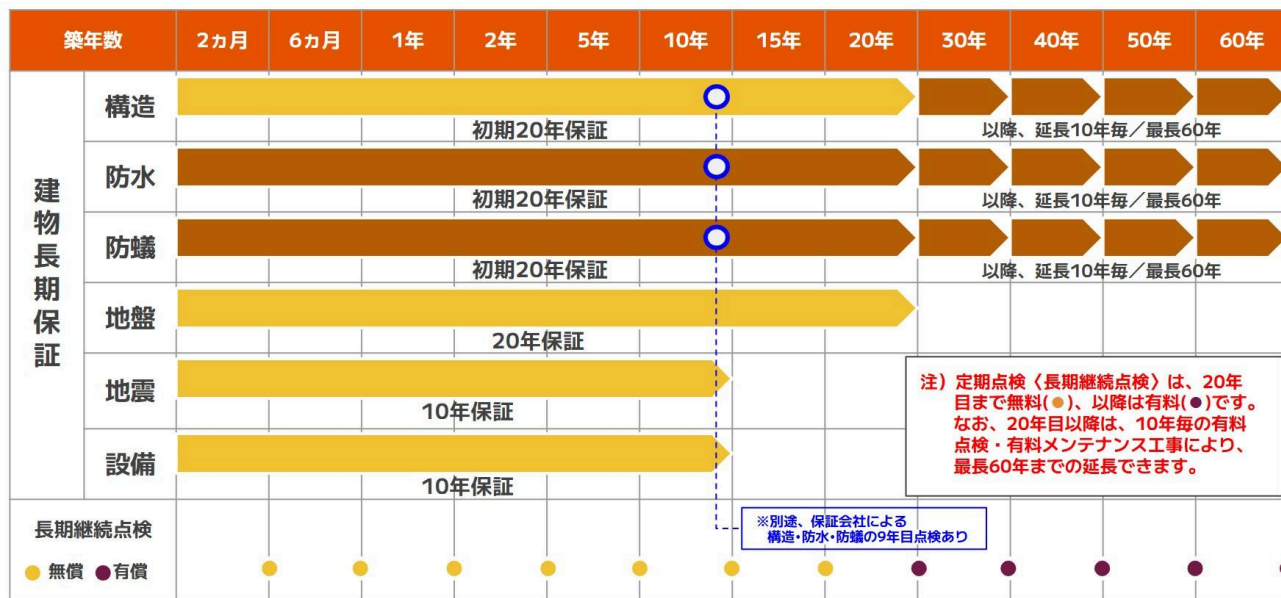 築年数 2ヵ月 6ヵ月 1年 2年 5年 10年 15年 20年 30年 40年 50年 60年
建物長期保証
構造
初期20年保証 以降、延長10年毎／最長60年
防水
初期20年保証 以降、延長10年毎／最長60年
防蟻
初期20年保証 以降、延長10年毎／最長60年
地盤
20年保証
地震
10年保証
設備
10年保証
注）定期点検〈長期継続点検〉は、20年
目まで無料(●)、以降は有料(●)です。
なお、20年目以降は、10年毎の有料
点検・有料メンテナンス工事により、
最長60年までの延長できます。
※別途、保証会社による
構造・防水・防蟻の9年目点検あり
長期継続点検
●無償 ●有償